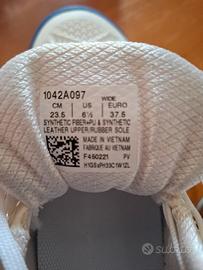 1042A097 WIDE
CM US EURO
23.5 6½ 37.5
SYNTHETIC FIBER+PU & SYNTHETIC
LEATHER UPPER/RUBBER SOLE
MADE IN VIETNAM
FABRIQUE AU VIETNAM
F450221 PV
subito